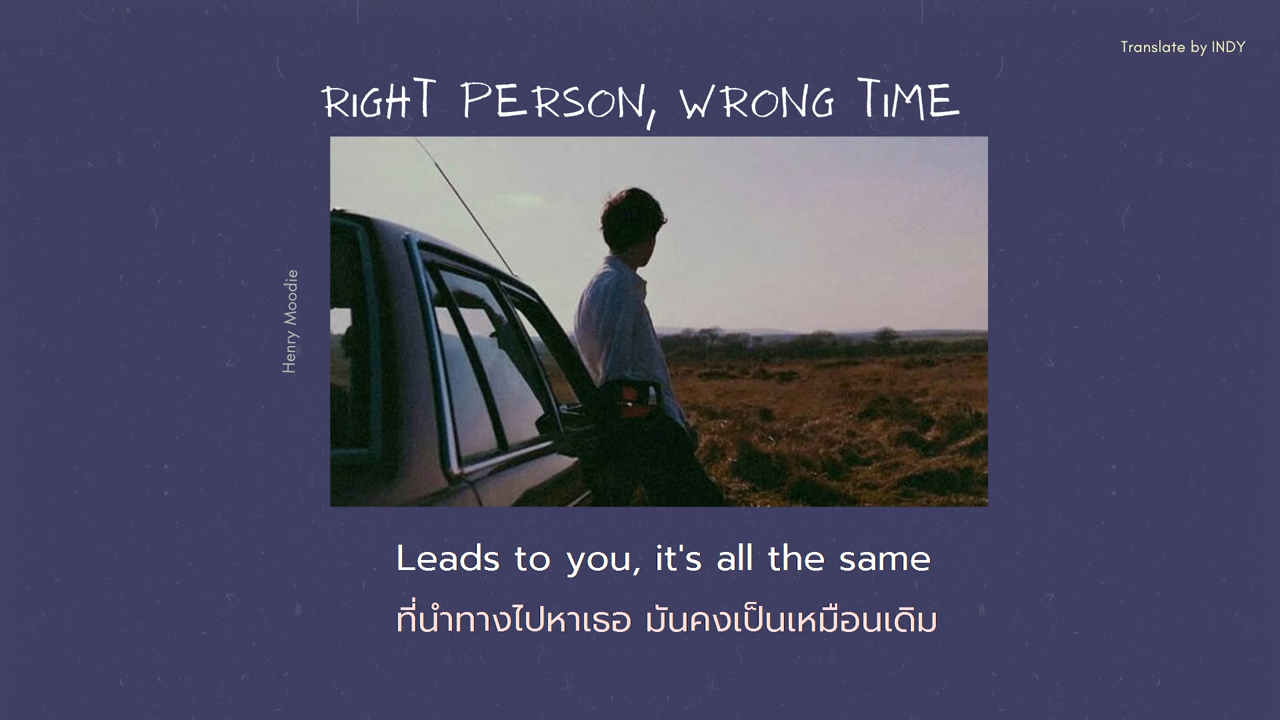 Translate by INDY
RIGHT PERSON, WRONG TIME
Henry Moodie
Leads to you, it's all the same
ที่นำทางไปหาเธอ มันคงเป็นเหมือนเดิม